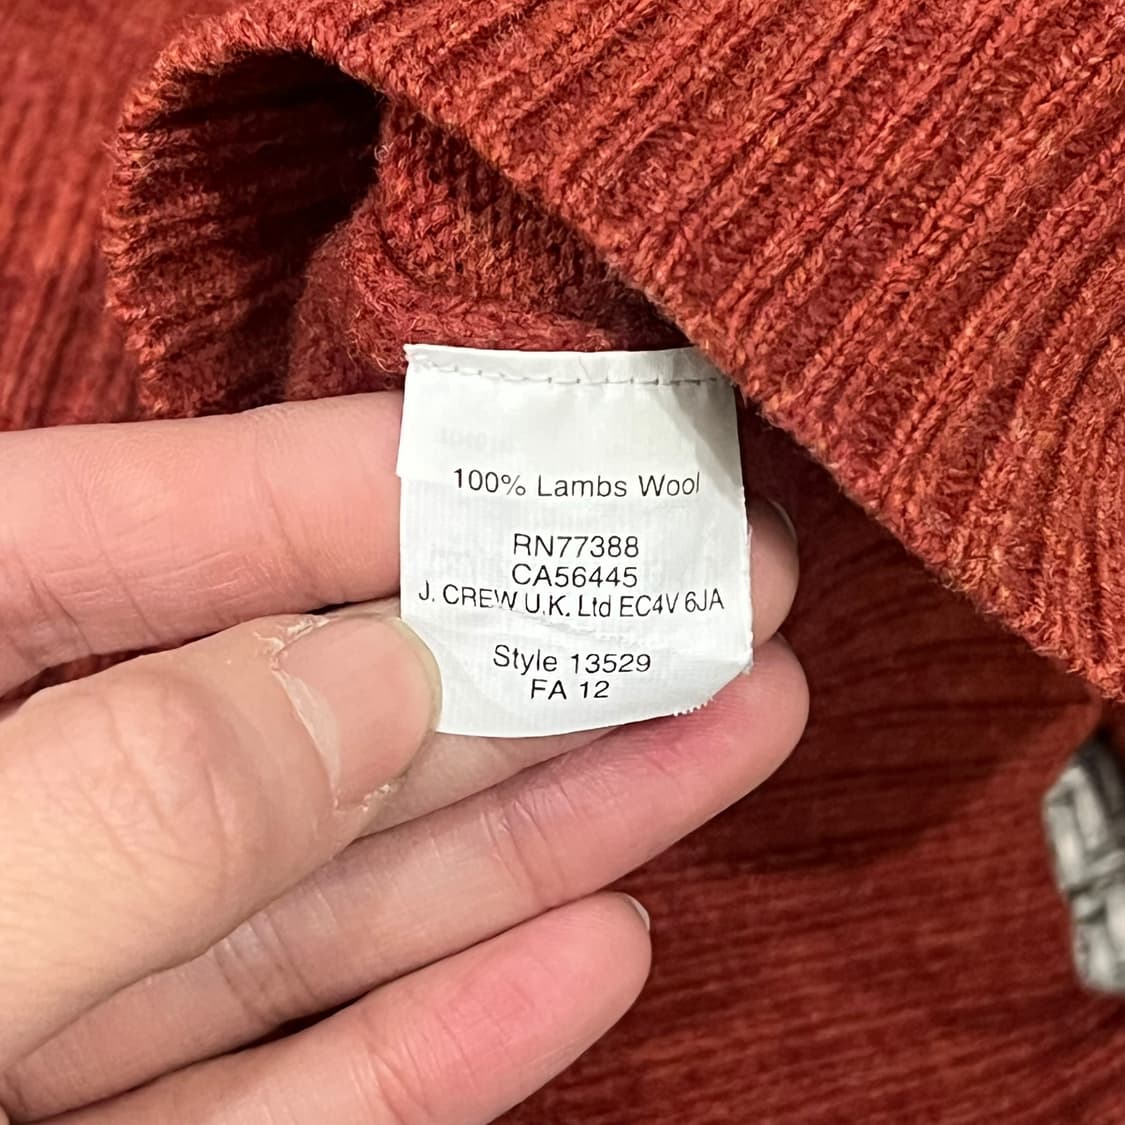 100% Lambs Wool
RN77388
CA56445
J. CREW U.K. Ltd EC4V 6JA
Style 13529
FA 12